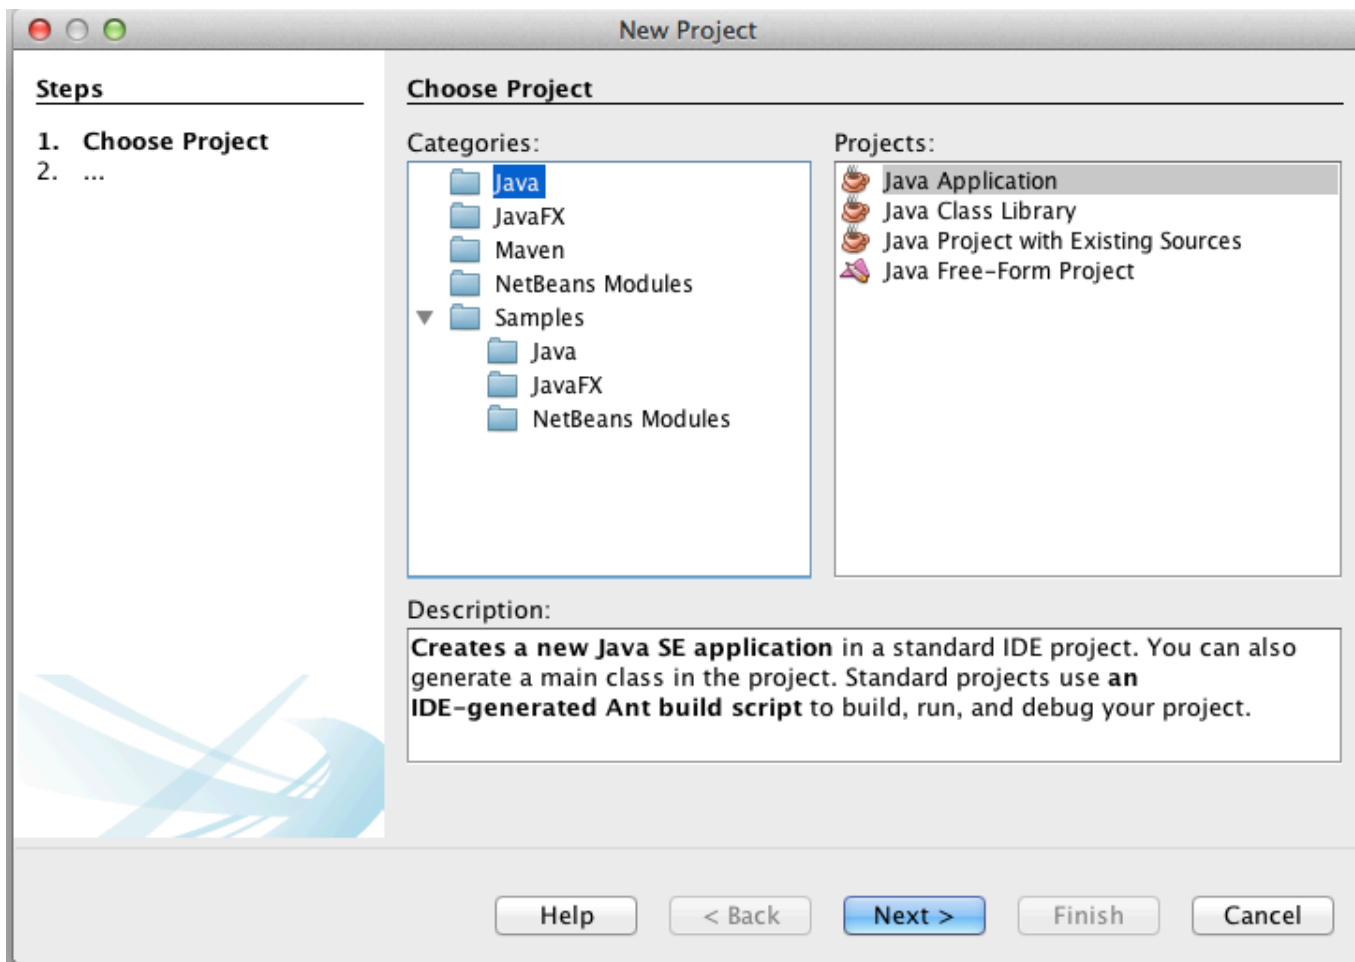 New Project
Steps
1. Choose Project
2. ...
Choose Project
Categories:
Java
JavaFX
Maven
NetBeans Modules
Samples
Java
JavaFX
NetBeans Modules
Projects:
Java Application
Java Class Library
Java Project with Existing Sources
Java Free-Form Project
Description:
Creates a new Java SE application in a standard IDE project. You can also
generate a main class in the project. Standard projects use an
IDE-generated Ant build script to build, run, and debug your project.
Help
< Back
Next >
Finish
Cancel